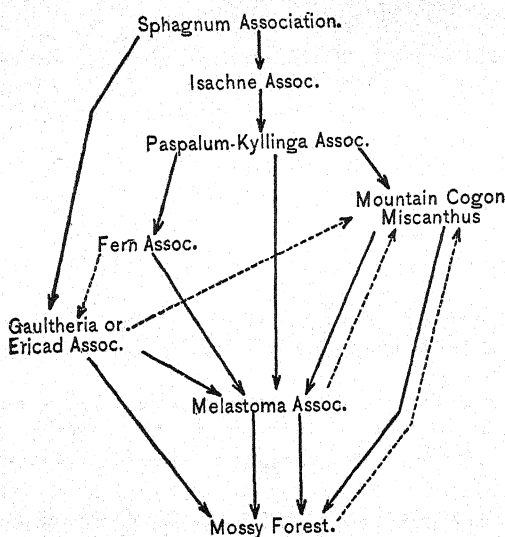 Sphagnum Association.
Isachne Assoc.
Paspalum-Kyllinga Assoc.
Mountain Cogon
Miscanthus
Fern Assoc.
Gaultheria or
Ericad Assoc.
Melastoma Assoc.
Mossy Forest.